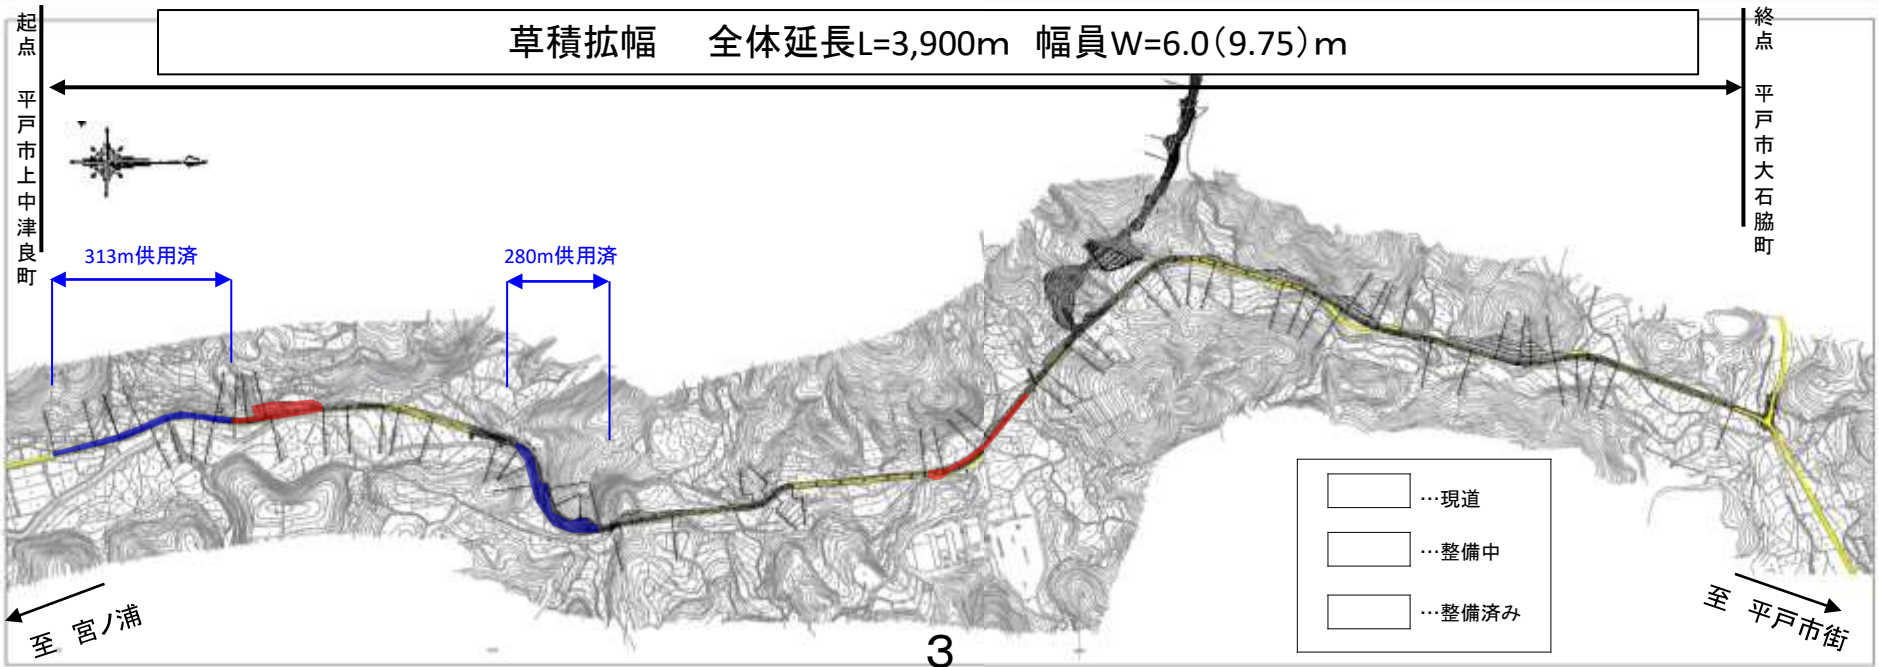 草積拡幅 全体延長L=3,900m 幅員W=6.0(9.75)m
起点 平戸市上中津良町
終点 平戸市大石脇町
313m供用済
280m供用済
…現道
…整備中
…整備済み
至 宮ノ浦
至 平戸市街
3